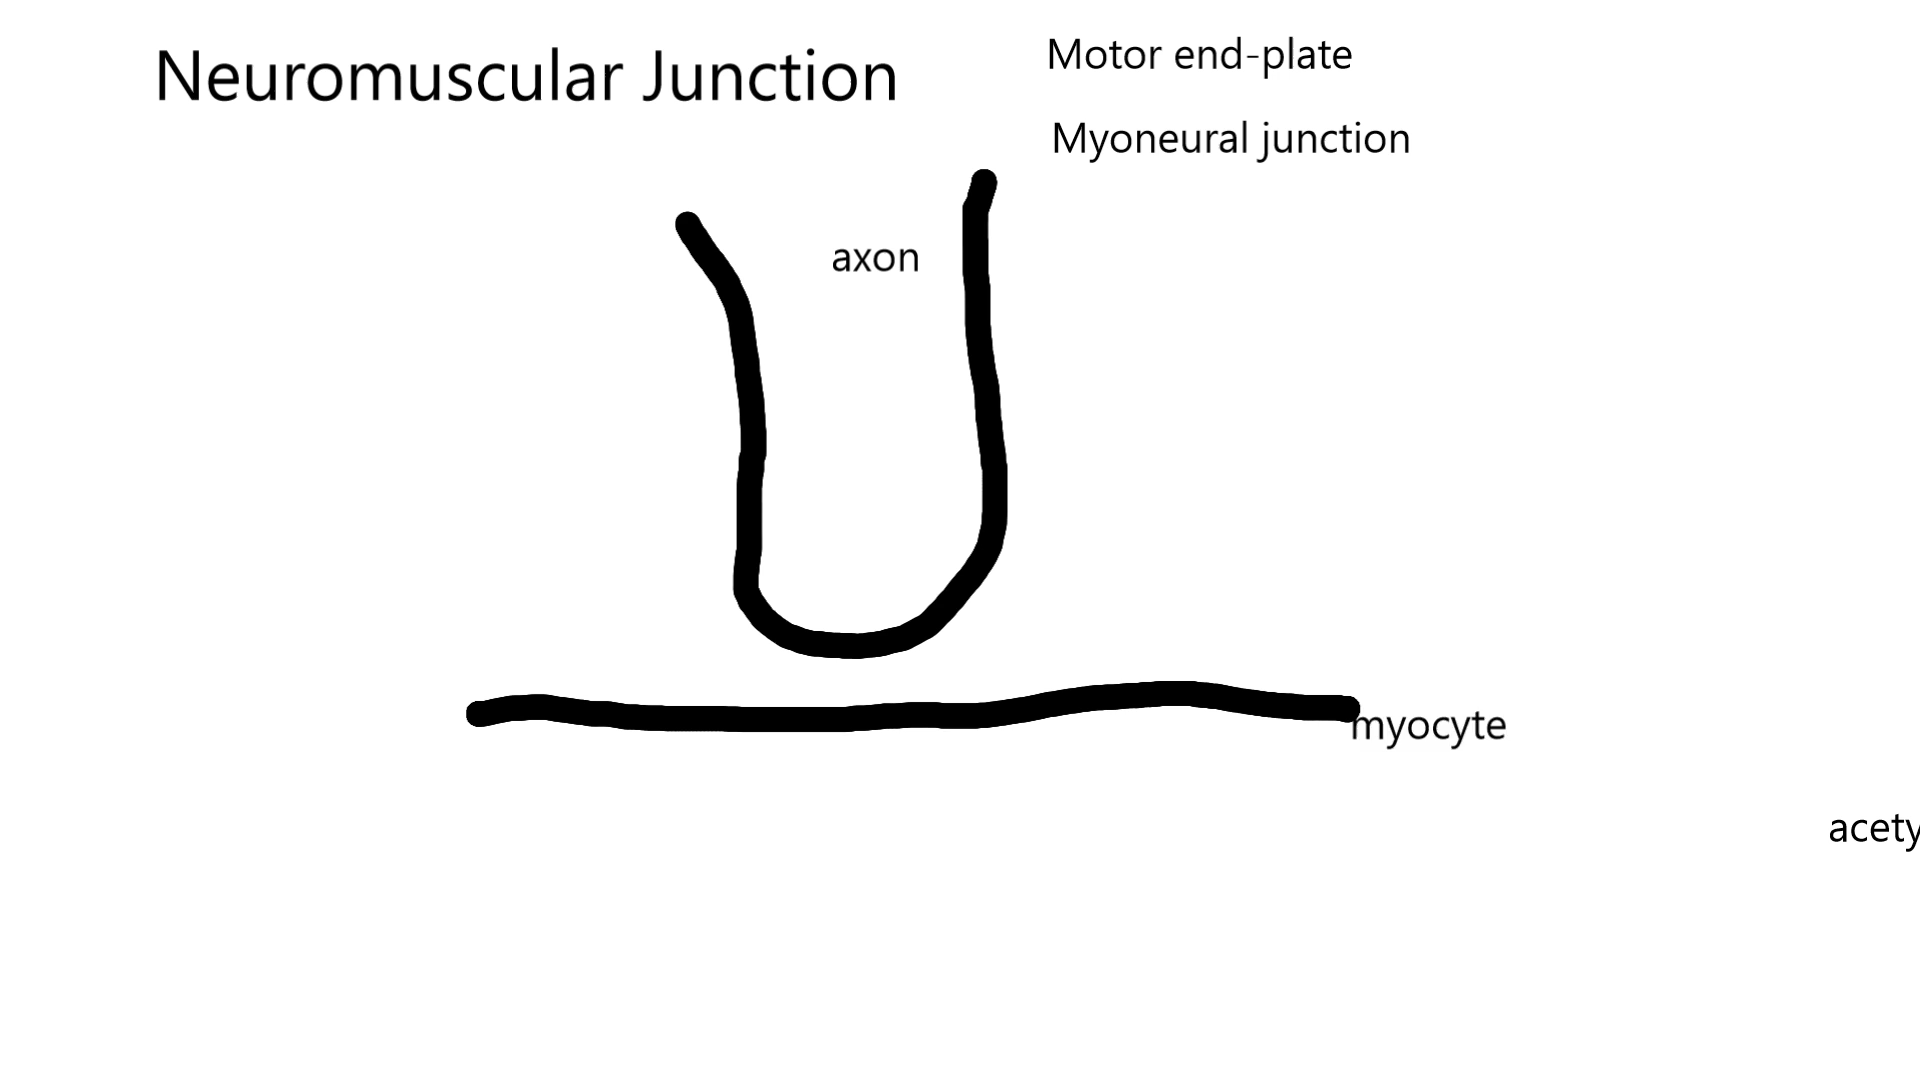 Neuromuscular Junction
Motor end-plate
Myoneural junction
axon
myocyte
acety